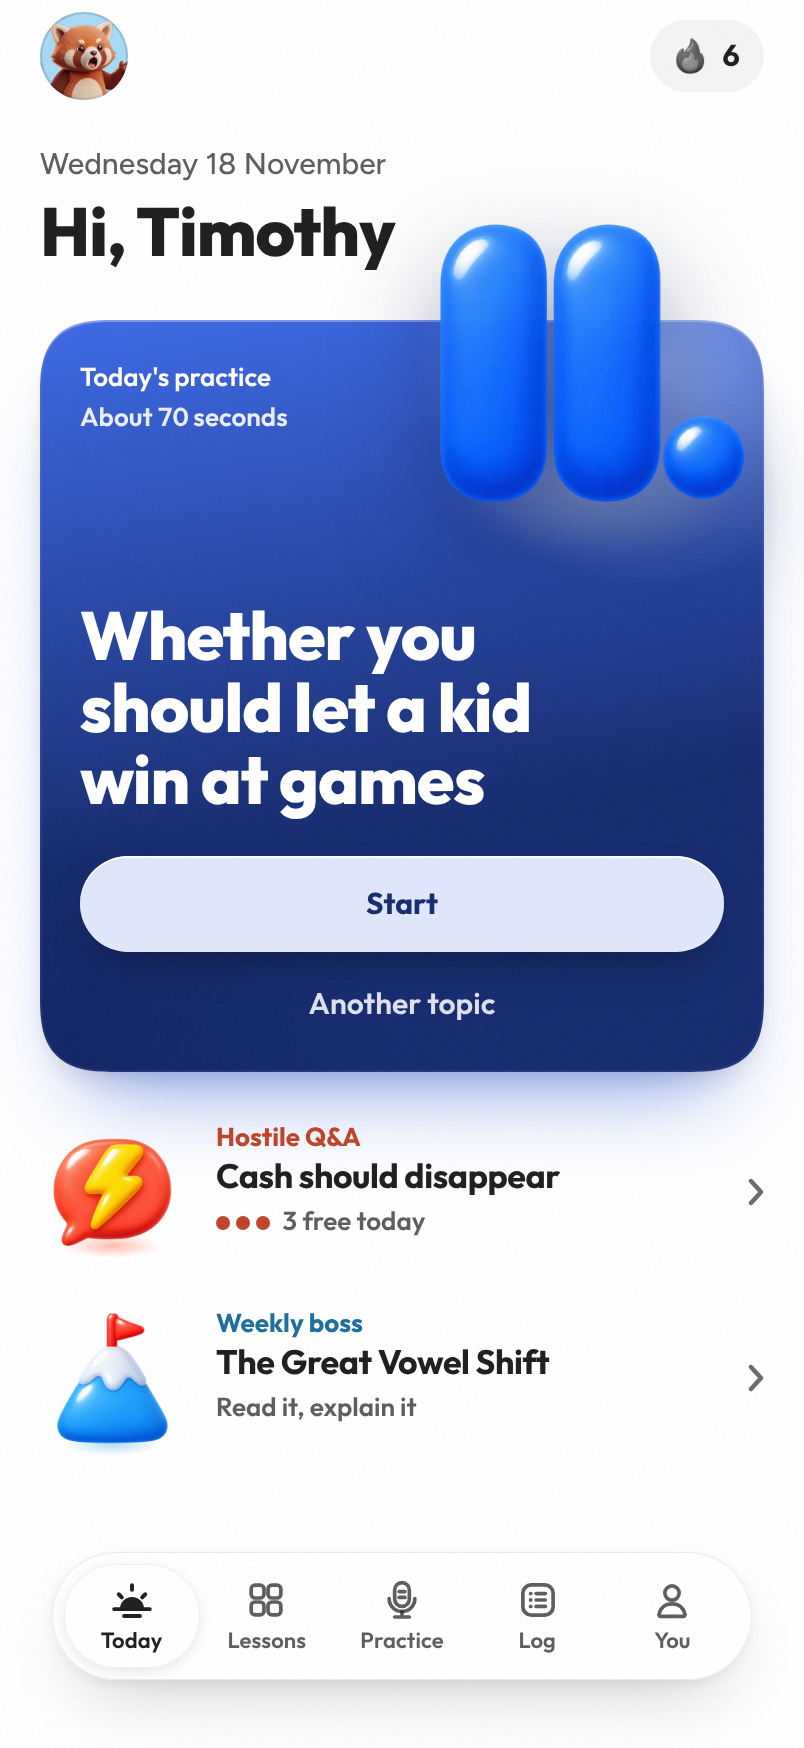 6
Wednesday 18 November
Hi, Timothy
Today's practice
About 70 seconds
Whether you
should let a kid
win at games
Start
Another topic
Hostile Q&A
Cash should disappear
3 free today
Weekly boss
The Great Vowel Shift
Read it, explain it
Today
Lessons
Practice
Log
You